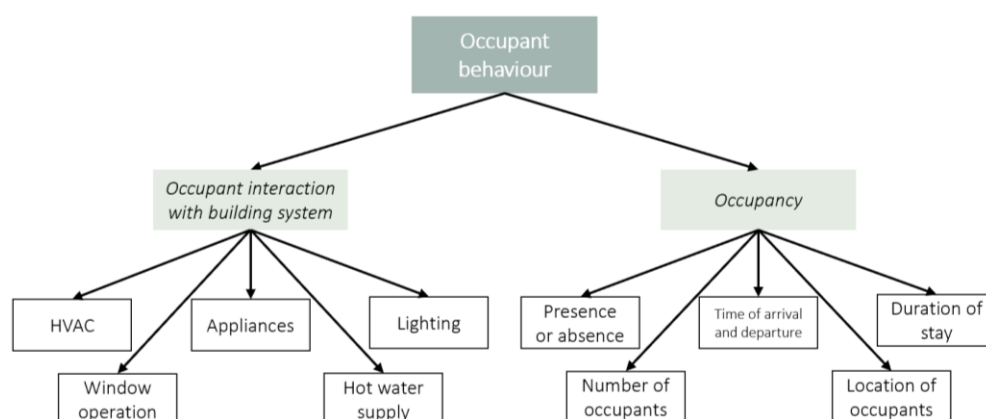 Occupant
behaviour
Occupant interaction
with building system
Occupancy
HVAC
Appliances
Lighting
Window
operation
Hot water
supply
Presence
or absence
Time of arrival
and departure
Duration of
stay
Number of
occupants
Location of
occupants